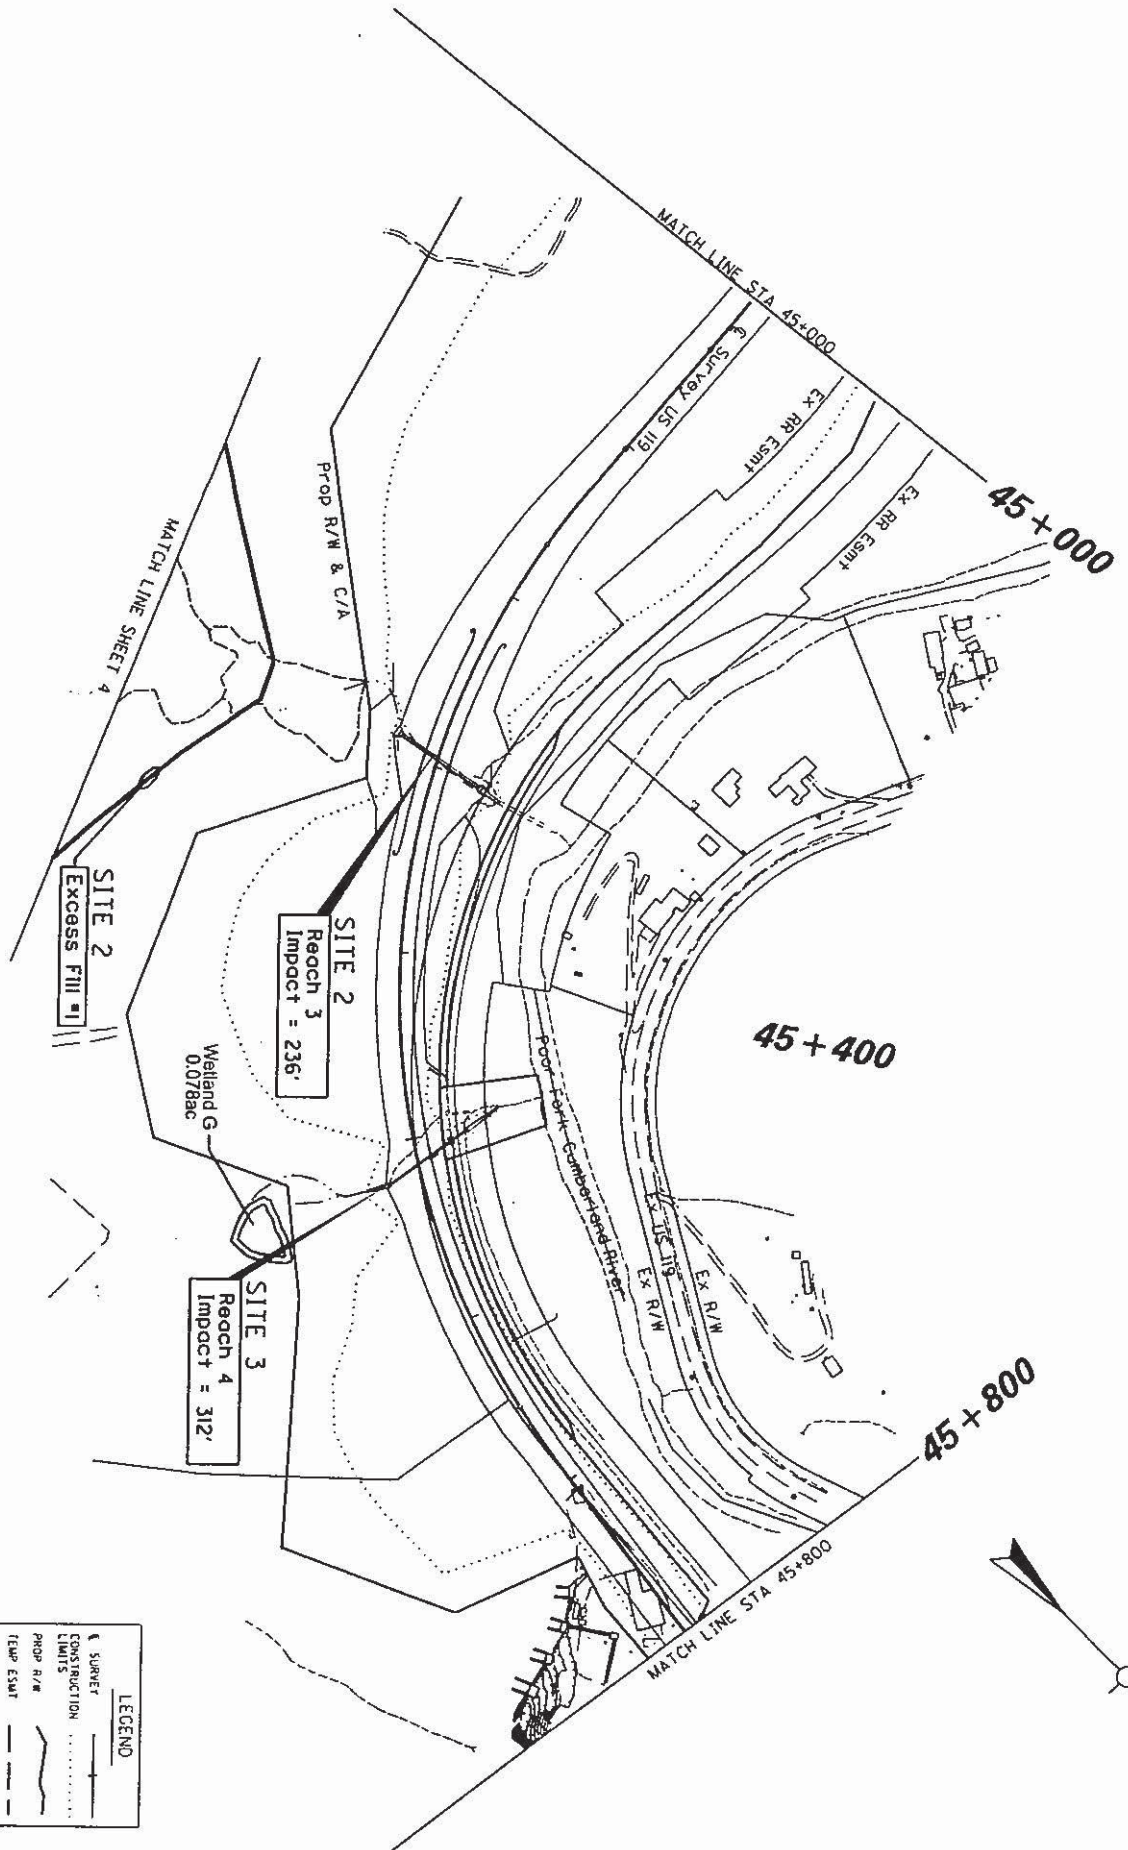 MATCH LINE STA 45+000
45+000
℄ Survey US 119
Ex RR Esmt
Ex RR Esmt
Prop R/W & C/A
MATCH LINE SHEET 4
SITE 2
Excess Fill #1
SITE 2
Reach 3
Impact = 236'
45+400
Poor Fork Cumberland River
Wetland G
0.078ac
Ex US 119
Ex R/W
Ex R/W
SITE 3
Reach 4
Impact = 312'
45+800
MATCH LINE STA 45+800
LEGEND
℄ SURVEY
CONSTRUCTION
LIMITS
PROP R/W
TEMP ESMT